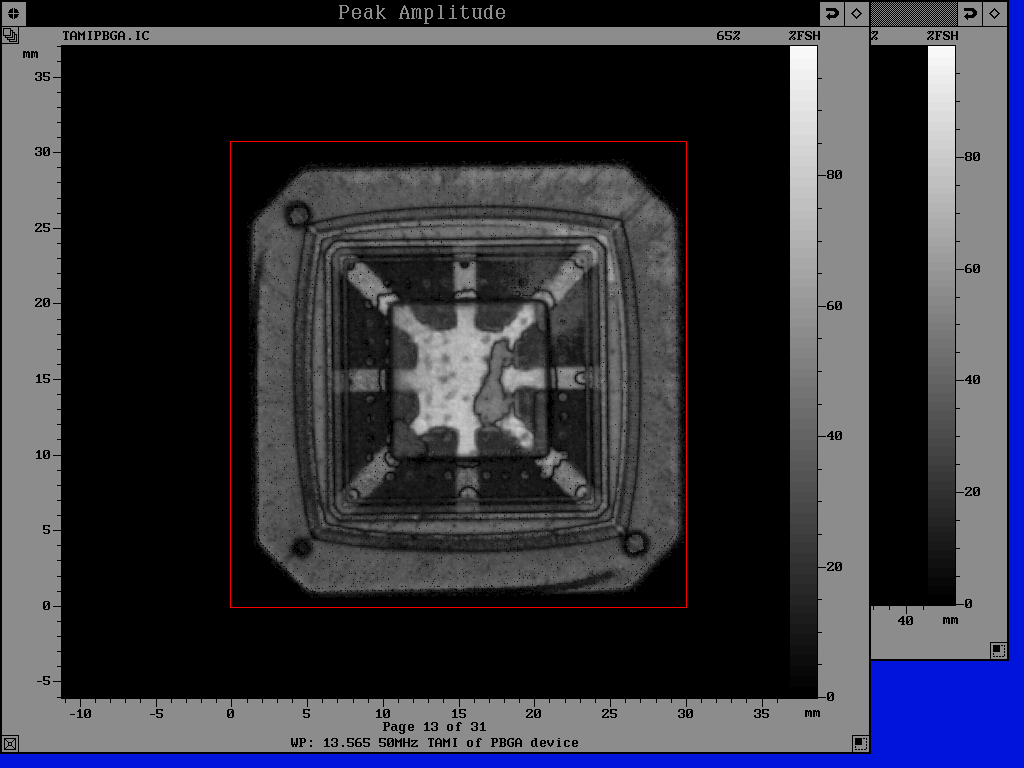 Peak Amplitude
TAMIPBGA.IC 65% %FSH % %FSH
mm
35
30
25
20
15
10
5
0
-5
80
60
40
20
0
80
60
40
20
0
-10 -5 0 5 10 15 20 25 30 35 mm
40 mm
Page 13 of 31
WP: 13.565 50MHz TAMI of PBGA device